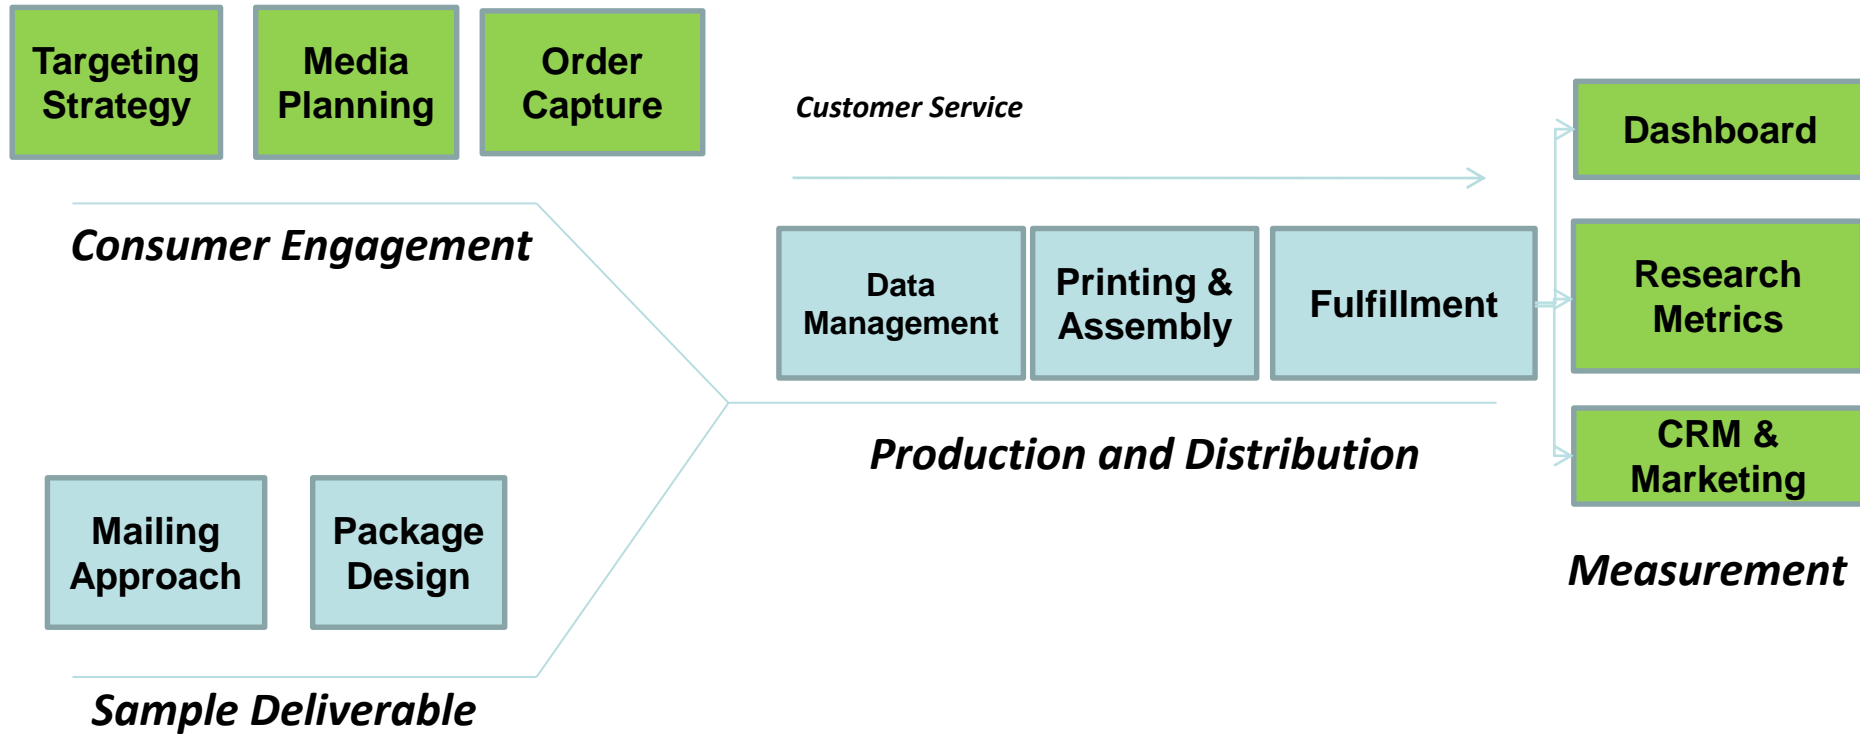 Targeting
Strategy
Media
Planning
Order
Capture
Customer Service
Dashboard
Consumer Engagement
Data
Management
Printing &
Assembly
Fulfillment
Research
Metrics
Production and Distribution
CRM &
Marketing
Mailing
Approach
Package
Design
Measurement
Sample Deliverable